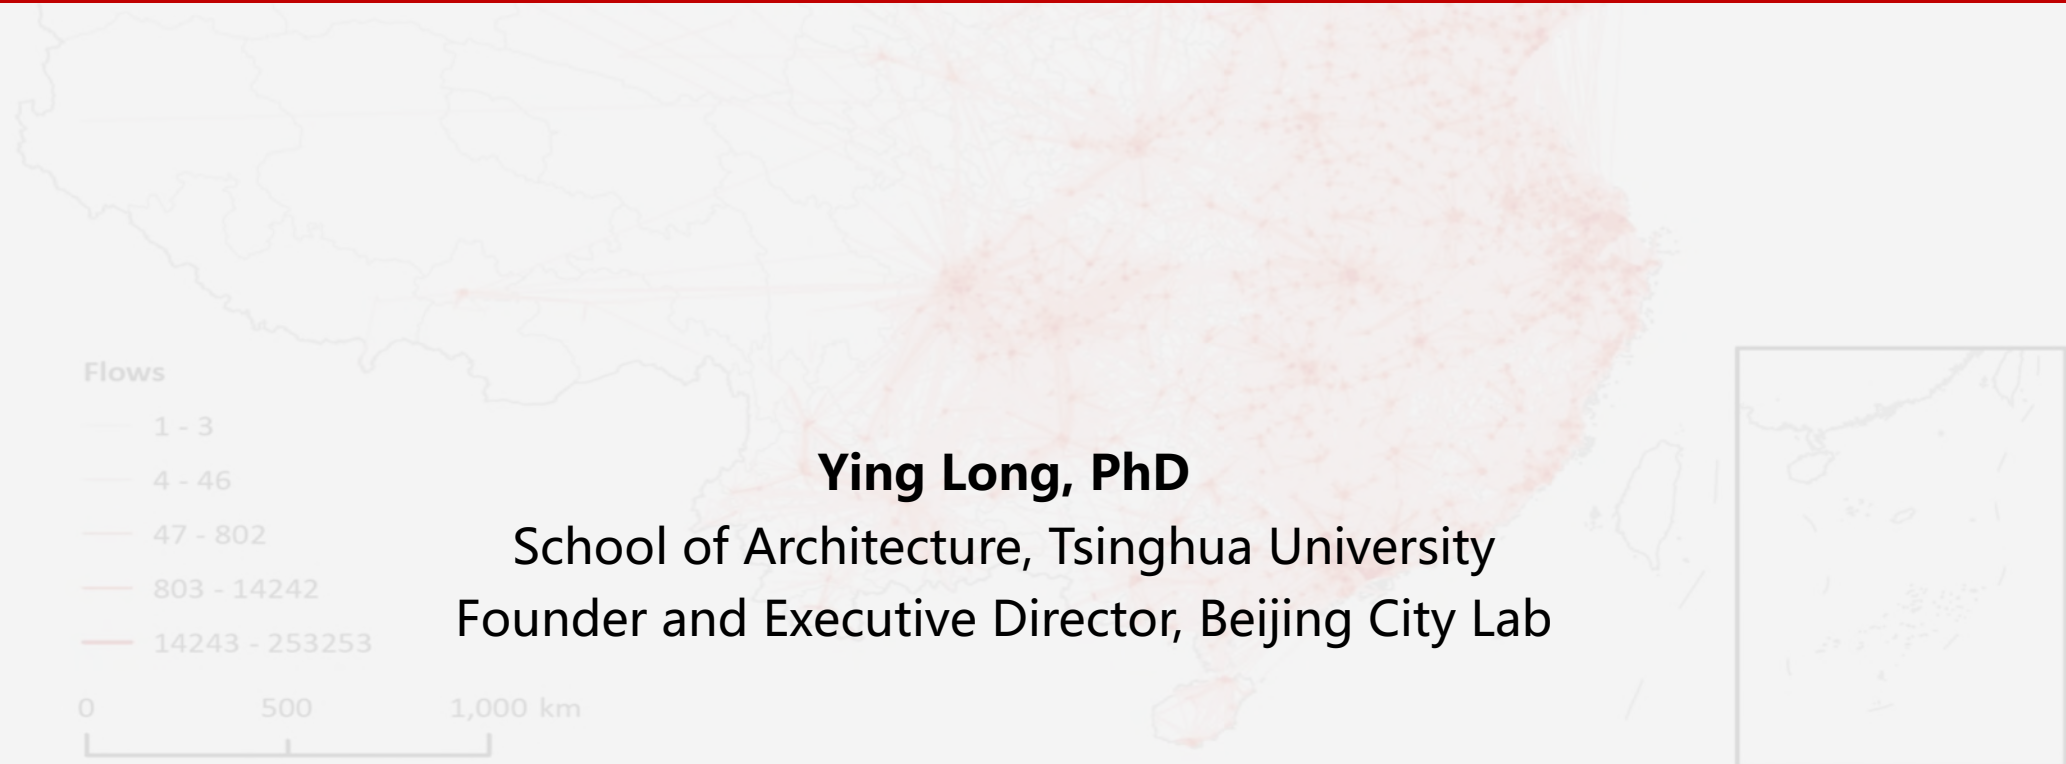 Flows
1 - 3
4 - 46
47 - 802
803 - 14242
14243 - 253253
0 500 1,000 km
Ying Long, PhD
School of Architecture, Tsinghua University
Founder and Executive Director, Beijing City Lab